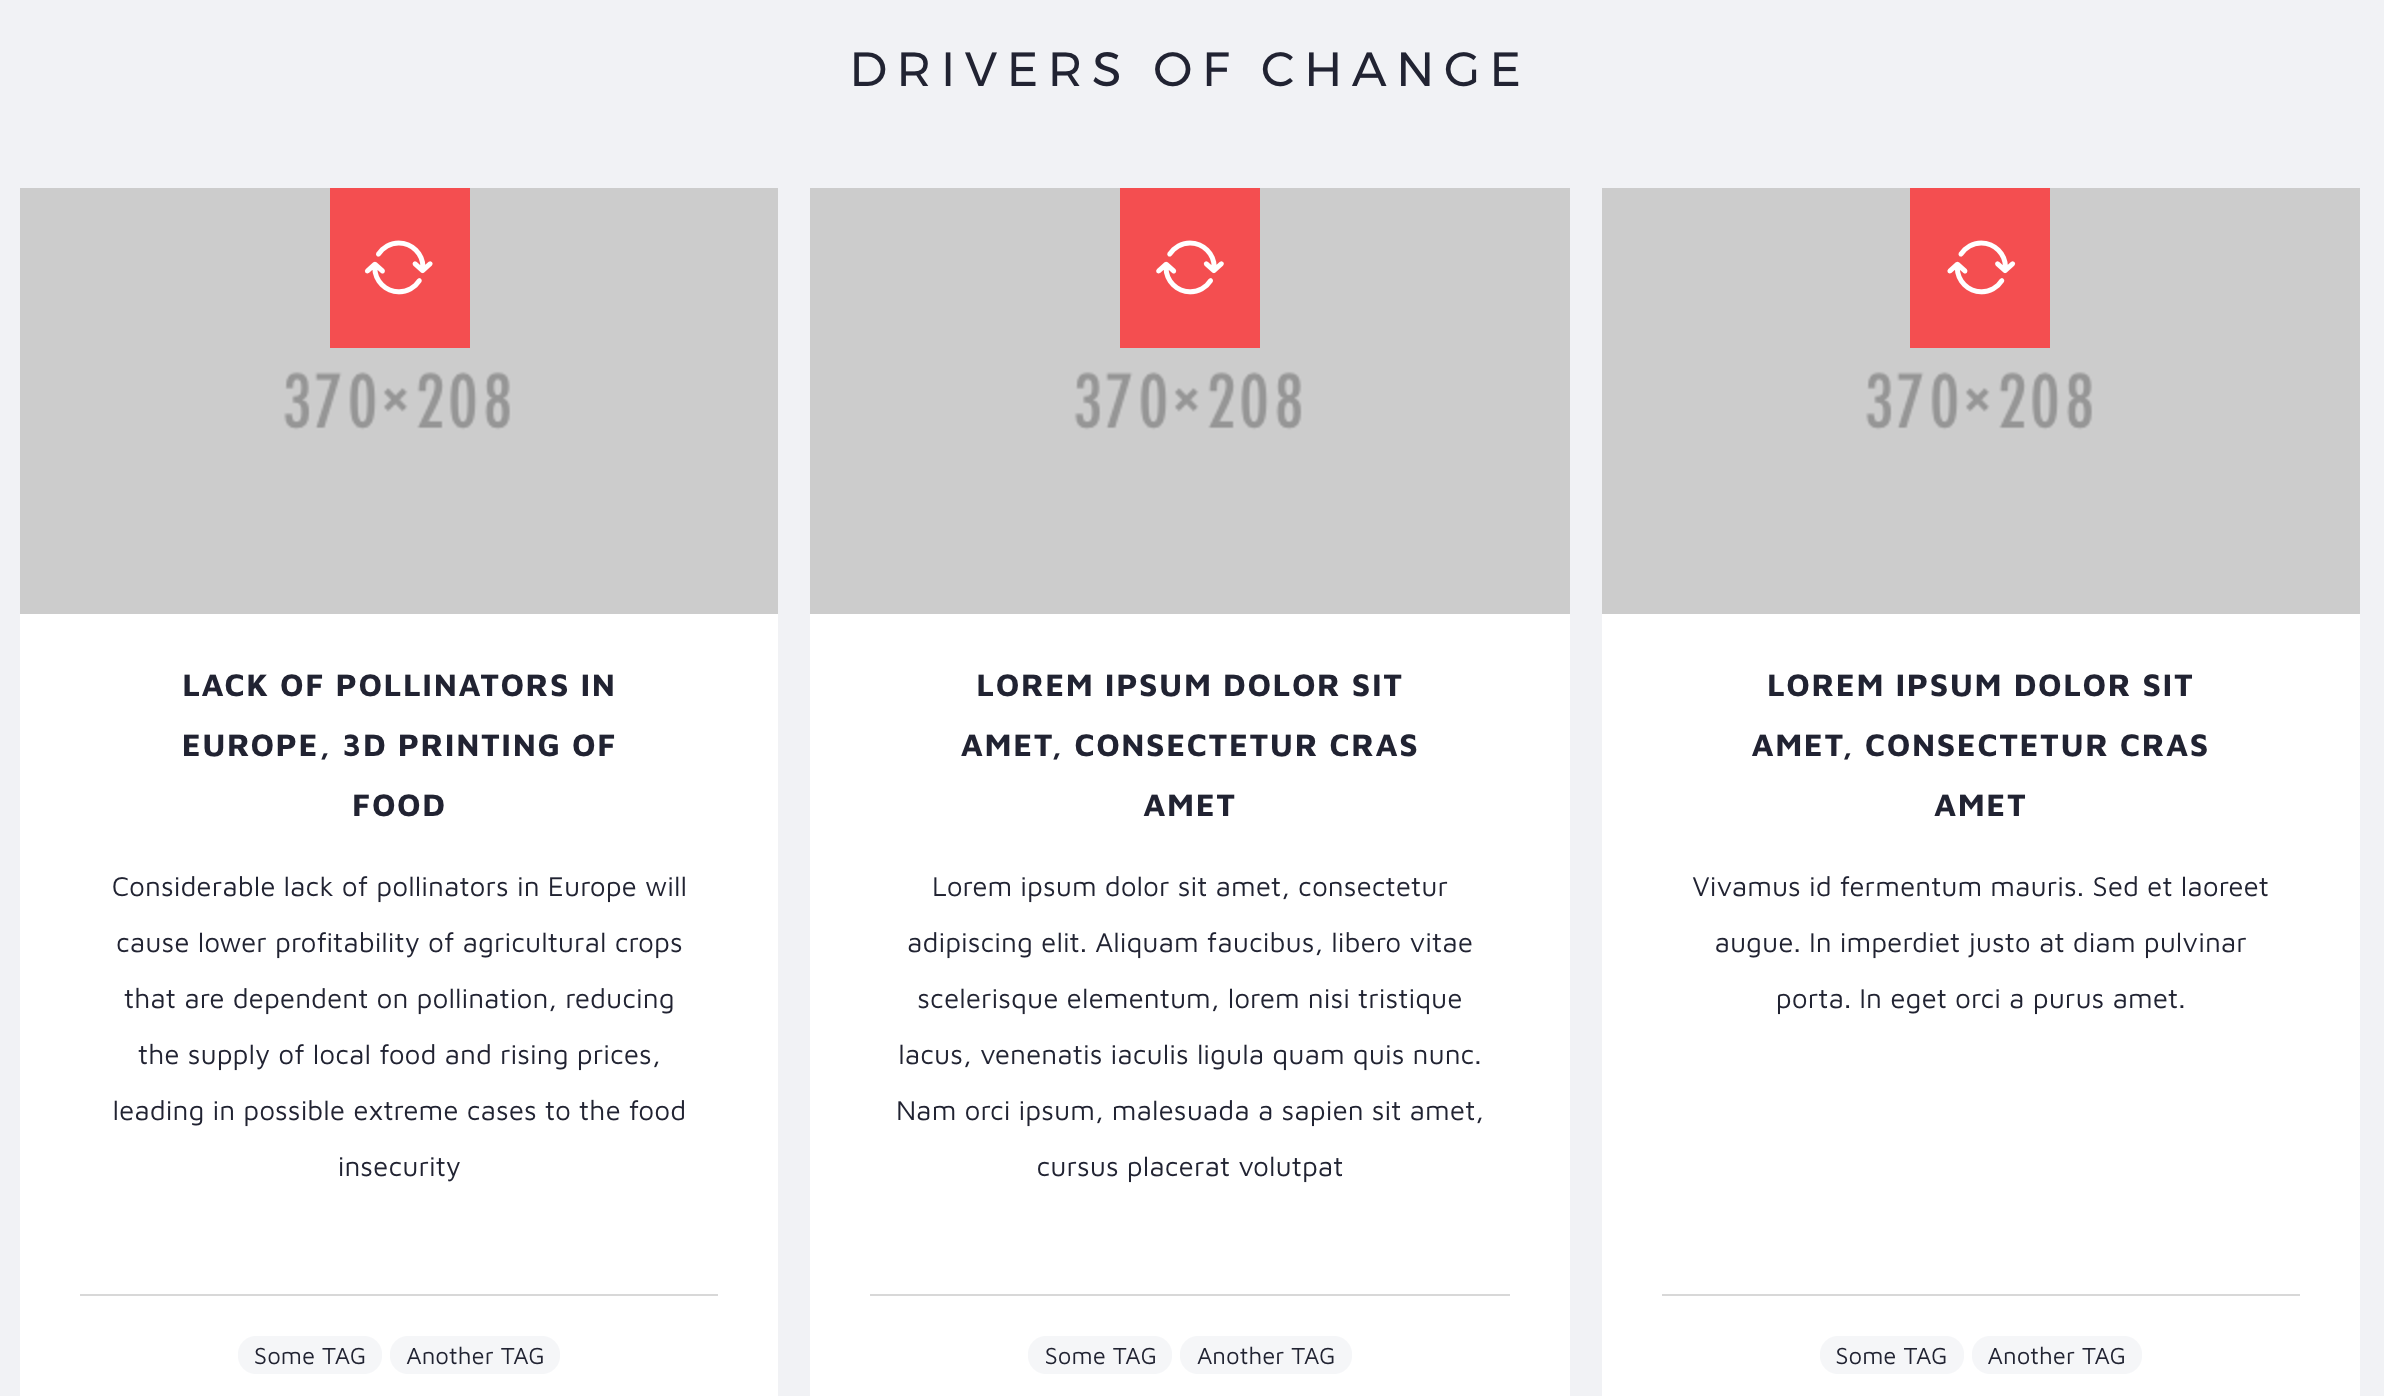 DRIVERS OF CHANGE
370×208
LACK OF POLLINATORS IN
EUROPE, 3D PRINTING OF
FOOD
Considerable lack of pollinators in Europe will
cause lower profitability of agricultural crops
that are dependent on pollination, reducing
the supply of local food and rising prices,
leading in possible extreme cases to the food
insecurity
Some TAG
Another TAG
370×208
LOREM IPSUM DOLOR SIT
AMET, CONSECTETUR CRAS
AMET
Lorem ipsum dolor sit amet, consectetur
adipiscing elit. Aliquam faucibus, libero vitae
scelerisque elementum, lorem nisi tristique
lacus, venenatis iaculis ligula quam quis nunc.
Nam orci ipsum, malesuada a sapien sit amet,
cursus placerat volutpat
Some TAG
Another TAG
370×208
LOREM IPSUM DOLOR SIT
AMET, CONSECTETUR CRAS
AMET
Vivamus id fermentum mauris. Sed et laoreet
augue. In imperdiet justo at diam pulvinar
porta. In eget orci a purus amet.
Some TAG
Another TAG